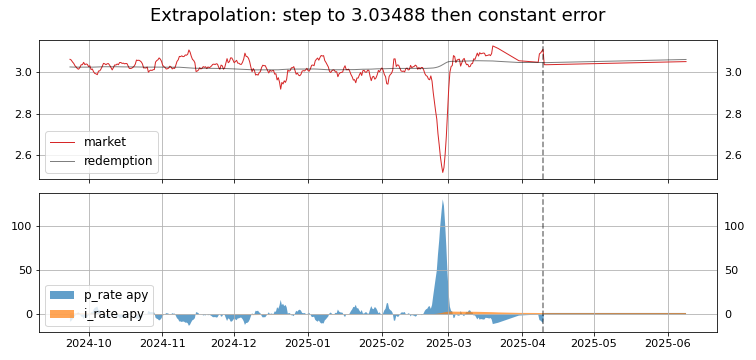 Extrapolation: step to 3.03488 then constant error
3.0 3.0
2.8 2.8
2.6 2.6
market
redemption
100 100
50 50
0 0
p_rate apy
i_rate apy
2024-10 2024-11 2024-12 2025-01 2025-02 2025-03 2025-04 2025-05 2025-06